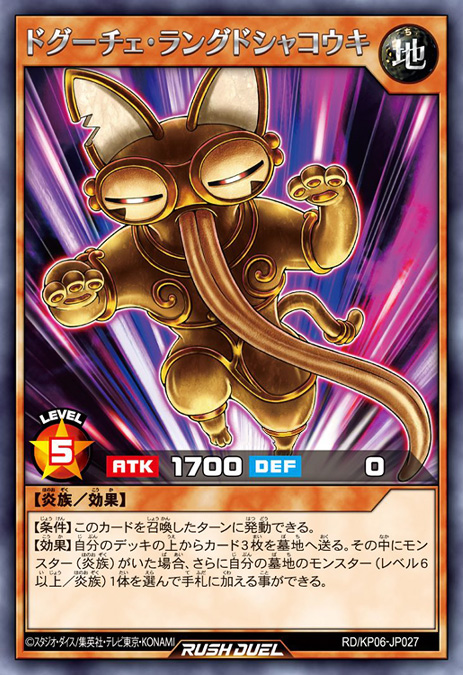 ドグーチェ・ラングドシャコウキ
地
LEVEL
5
ATK 1700 DEF 0
【炎族／効果】
【条件】このカードを召喚したターンに発動できる。
【効果】自分のデッキの上からカード3枚を墓地へ送る。その中にモン
スター（炎族）がいた場合、さらに自分の墓地のモンスター（レベル6
以上／炎族）1体を選んで手札に加える事ができる。
©スタジオ・ダイス/集英社・テレビ東京・KONAMI
RUSH DUEL
RD/KP06-JP027